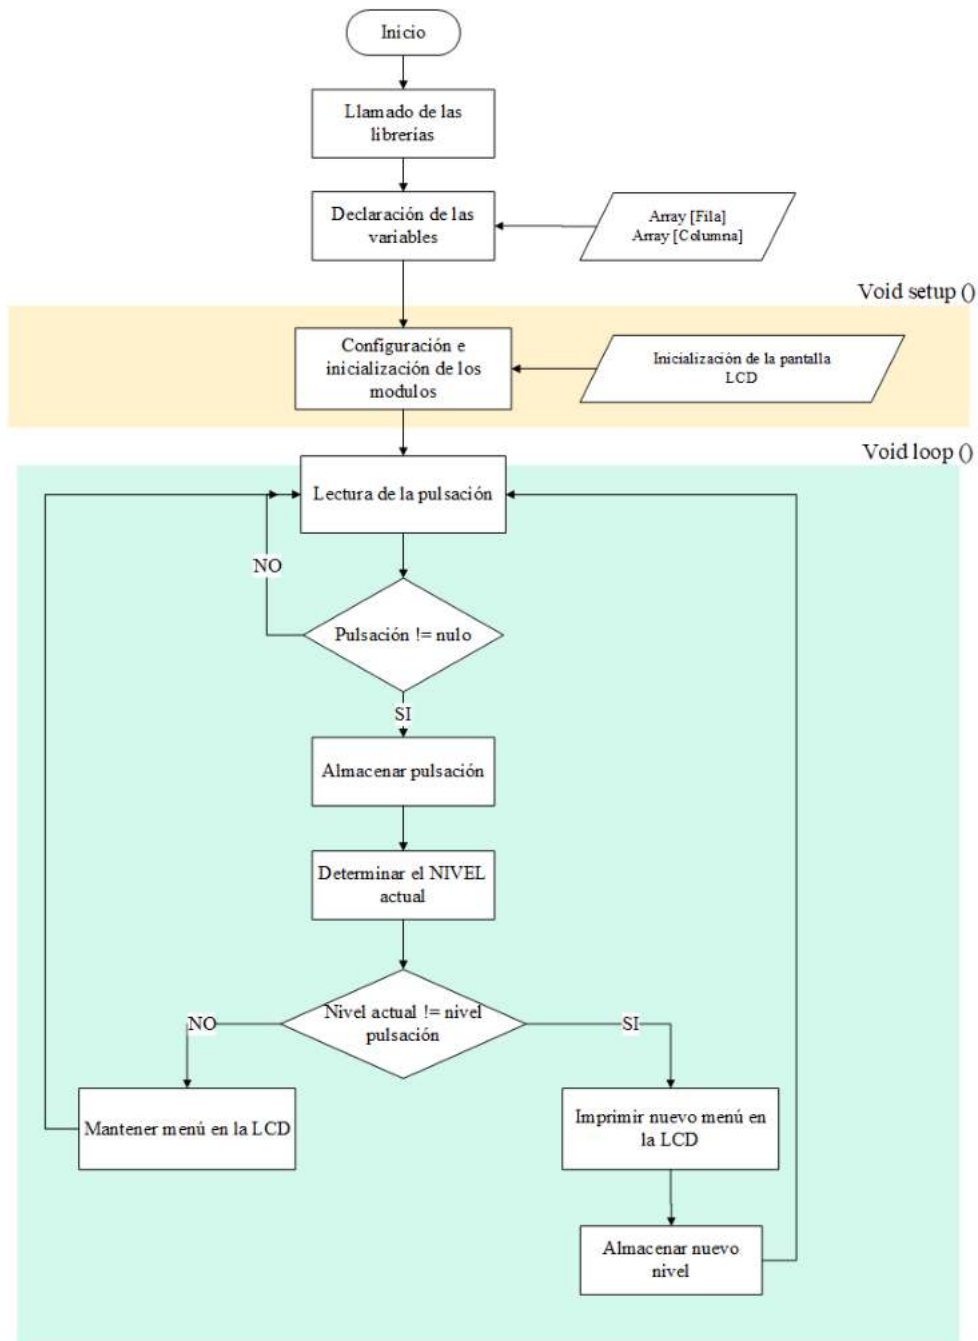 Inicio
Llamado de las
librerías
Declaración de las
variables
Array [Fila]
Array [Columna]
Void setup ()
Configuración e
inicialización de los
modulos
Inicialización de la pantalla
LCD
Void loop ()
Lectura de la pulsación
NO
Pulsación != nulo
SI
Almacenar pulsación
Determinar el NIVEL
actual
Nivel actual != nivel
pulsación
NO
SI
Mantener menú en la LCD
Imprimir nuevo menú en
la LCD
Almacenar nuevo
nivel